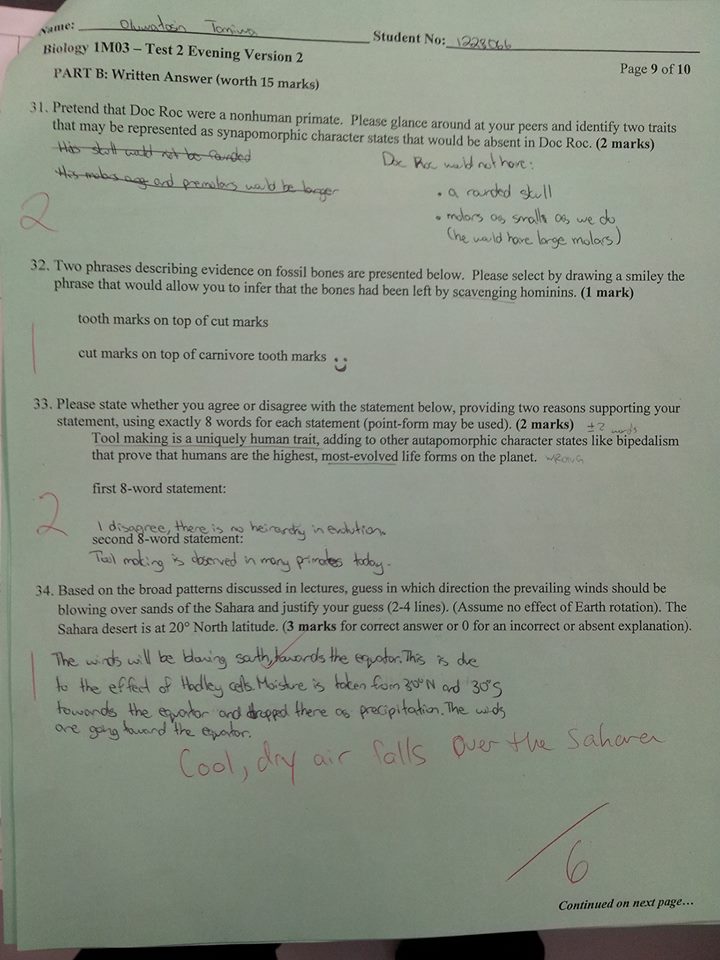 Name: Oluwatosin Tomiwa Student No: 1228066
Biology 1M03 – Test 2 Evening Version 2
Page 9 of 10
PART B: Written Answer (worth 15 marks)
31. Pretend that Doc Roc were a nonhuman primate. Please glance around at your peers and identify two traits
that may be represented as synapomorphic character states that would be absent in Doc Roc. (2 marks)
His skull would not be rounded
His molars and premolars would be larger
Doc Roc would not have:
• a rounded skull
• molars as smalls as we do
(he would have large molars)
2
32. Two phrases describing evidence on fossil bones are presented below. Please select by drawing a smiley the
phrase that would allow you to infer that the bones had been left by scavenging hominins. (1 mark)
tooth marks on top of cut marks
1
cut marks on top of carnivore tooth marks
33. Please state whether you agree or disagree with the statement below, providing two reasons supporting your
statement, using exactly 8 words for each statement (point-form may be used). (2 marks) ±2 words
Tool making is a uniquely human trait, adding to other autapomorphic character states like bipedalism
that prove that humans are the highest, most-evolved life forms on the planet. WRONG
first 8-word statement:
2
I disagree, there is no heirarchy in evolution.
second 8-word statement:
Tool making is observed in many primates today.
34. Based on the broad patterns discussed in lectures, guess in which direction the prevailing winds should be
blowing over sands of the Sahara and justify your guess (2-4 lines). (Assume no effect of Earth rotation). The
Sahara desert is at 20° North latitude. (3 marks for correct answer or 0 for an incorrect or absent explanation).
The winds will be blowing south, towards the equator. This is due
1 to the effect of Hadley cells. Moisture is taken from 30°N and 30°S
towards the equator and dropped there as precipitation. The winds
are going toward the equator.
Cool, dry air falls over the Sahara
/6
Continued on next page…